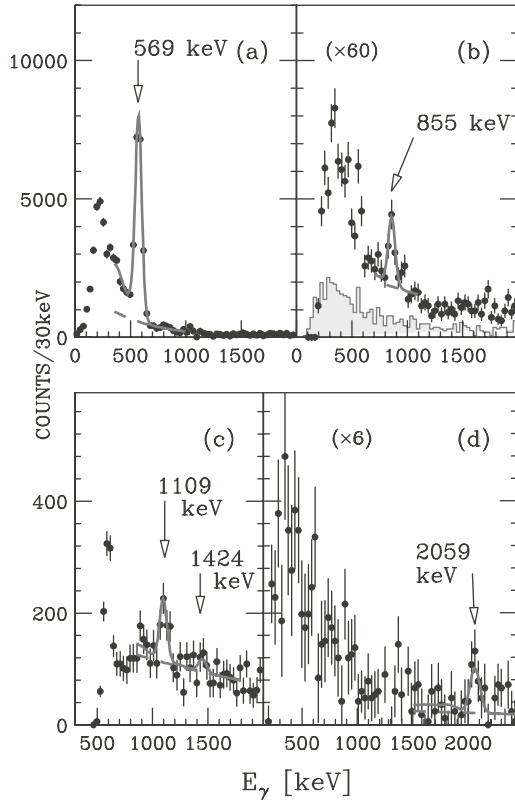 569 keV (a)
(×60) (b)
10000
855 keV
5000
0
0 500 1000 1500
0 500 1000 1500
COUNTS/30keV
(c)
(×6) (d)
1109
keV
400
1424
keV
2059
keV
200
0
500 1000 1500
500 1000 1500 2000
Eγ [keV]